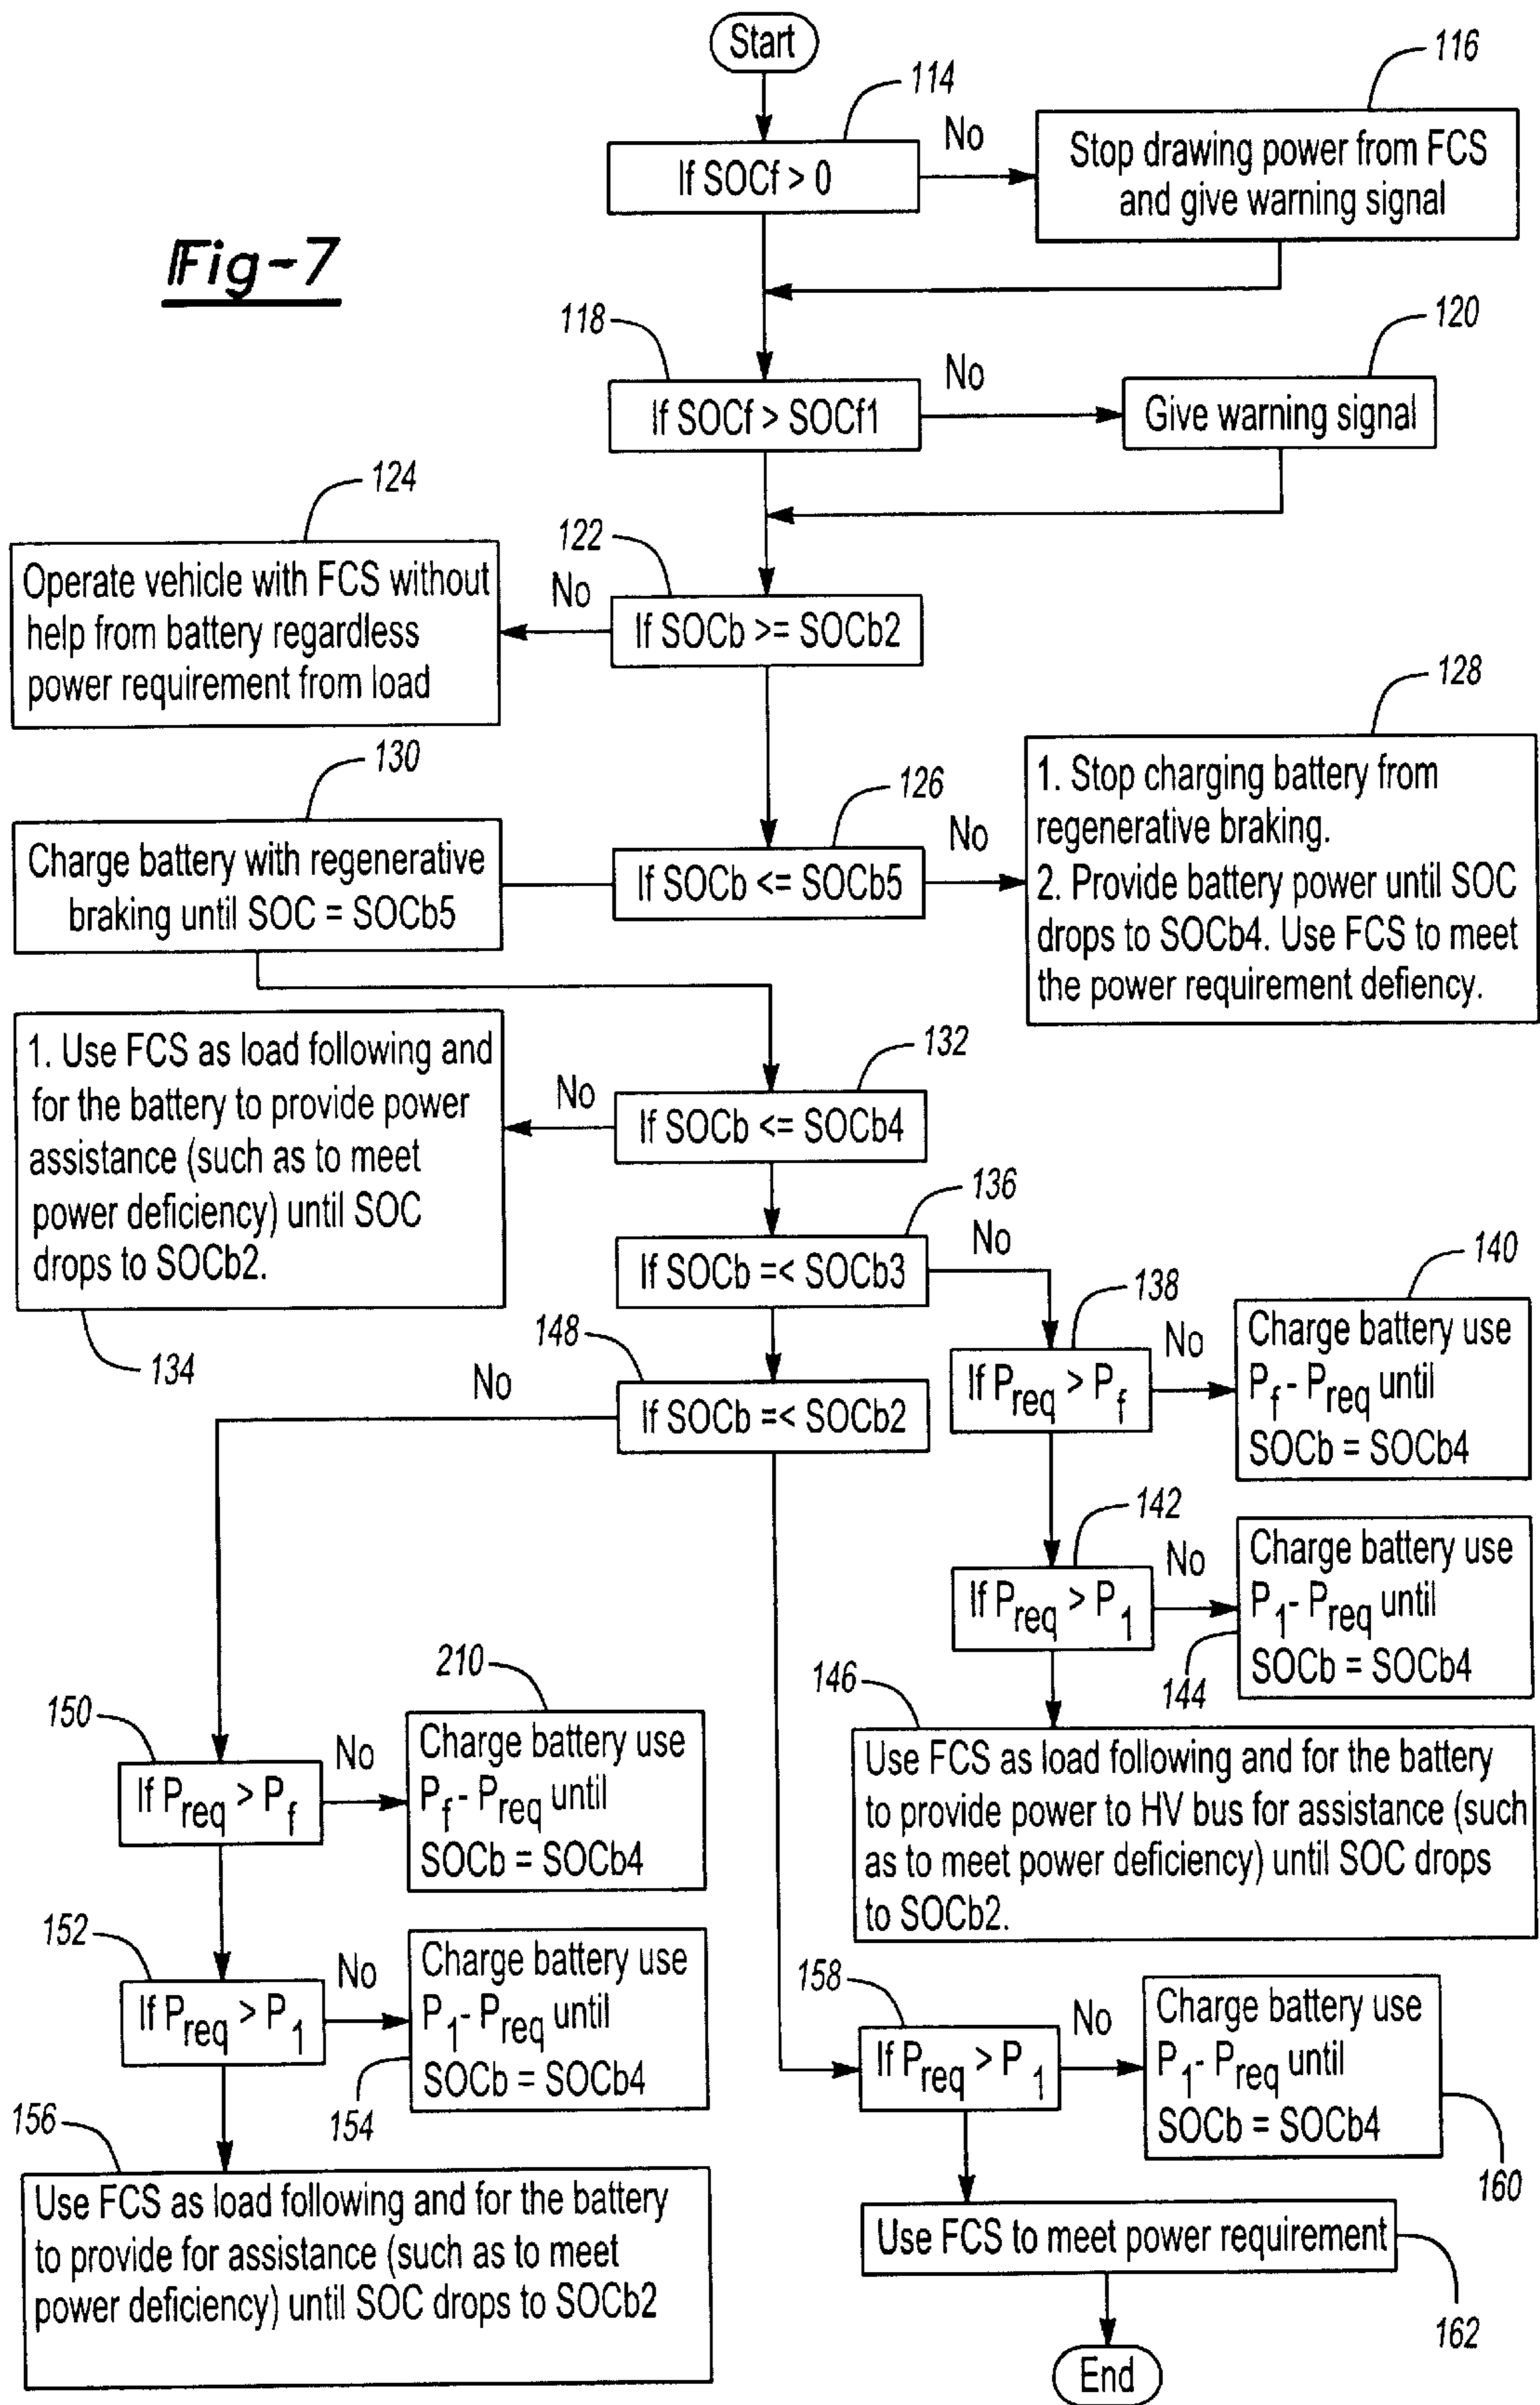 Start
114
116
If SOCf > 0
No
Stop drawing power from FCS
and give warning signal
Fig-7
118
120
If SOCf > SOCf1
No
Give warning signal
124
122
Operate vehicle with FCS without
help from battery regardless
power requirement from load
No
If SOCb >= SOCb2
128
130
126
1. Stop charging battery from
regenerative braking.
2. Provide battery power until SOC
drops to SOCb4. Use FCS to meet
the power requirement defiency.
Charge battery with regenerative
braking until SOC = SOCb5
If SOCb <= SOCb5
No
132
1. Use FCS as load following and
for the battery to provide power
assistance (such as to meet
power deficiency) until SOC
drops to SOCb2.
134
No
If SOCb <= SOCb4
136
If SOCb =< SOCb3
No
138
140
148
No
If SOCb =< SOCb2
If Preq > Pf
No
Charge battery use
Pf - Preq until
SOCb = SOCb4
142
If Preq > P1
No
Charge battery use
P1 - Preq until
SOCb = SOCb4
144
146
Use FCS as load following and for the battery
to provide power to HV bus for assistance (such
as to meet power deficiency) until SOC drops
to SOCb2.
210
150
If Preq > Pf
No
Charge battery use
Pf - Preq until
SOCb = SOCb4
152
If Preq > P1
No
Charge battery use
P1 - Preq until
SOCb = SOCb4
154
158
If Preq > P1
No
Charge battery use
P1 - Preq until
SOCb = SOCb4
160
156
Use FCS as load following and for the battery
to provide for assistance (such as to meet
power deficiency) until SOC drops to SOCb2
Use FCS to meet power requirement
162
End